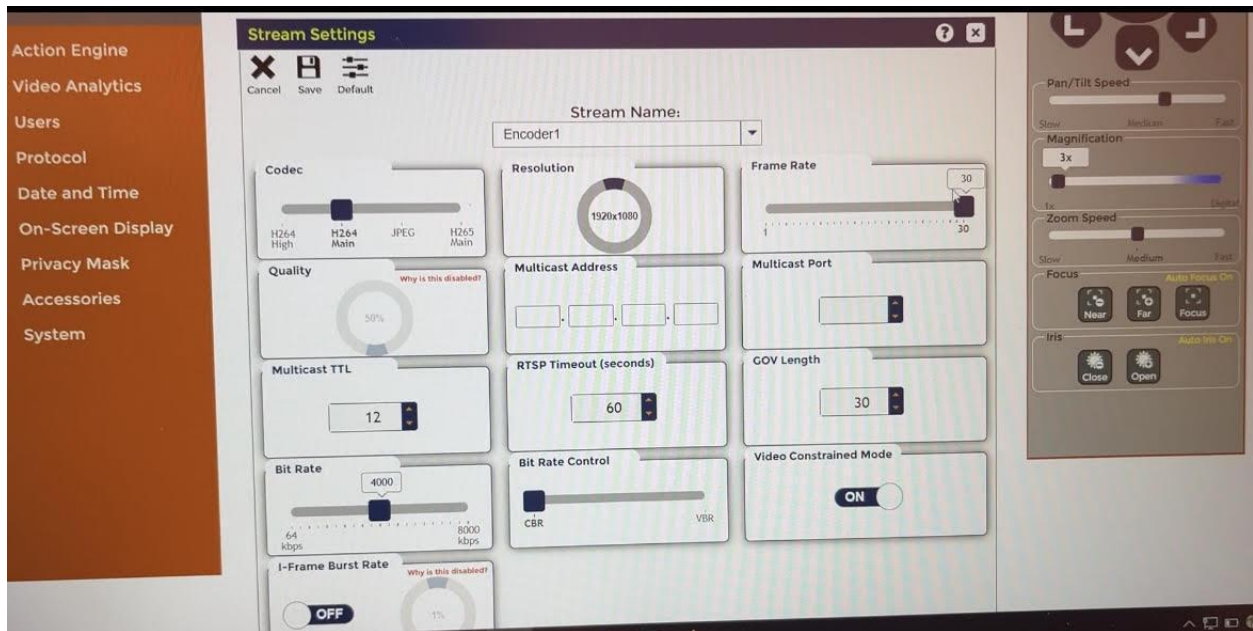 Action Engine
Video Analytics
Users
Protocol
Date and Time
On-Screen Display
Privacy Mask
Accessories
System
Stream Settings
?
Cancel Save Default
Stream Name:
Encoder1
Codec
H264 High
H264 Main
JPEG
H265 Main
Resolution
1920x1080
Frame Rate
30
1 30
Quality
Why is this disabled?
50%
Multicast Address
. . .
Multicast Port
Multicast TTL
12
RTSP Timeout (seconds)
60
GOV Length
30
Bit Rate
4000
64 kbps
8000 kbps
Bit Rate Control
CBR VBR
Video Constrained Mode
ON
I-Frame Burst Rate
Why is this disabled?
OFF
1%
Pan/Tilt Speed
Slow Medium Fast
Magnification
3x
1x Digital
Zoom Speed
Slow Medium Fast
Focus
Auto Focus On
Near Far Focus
Iris
Auto Iris On
Close Open